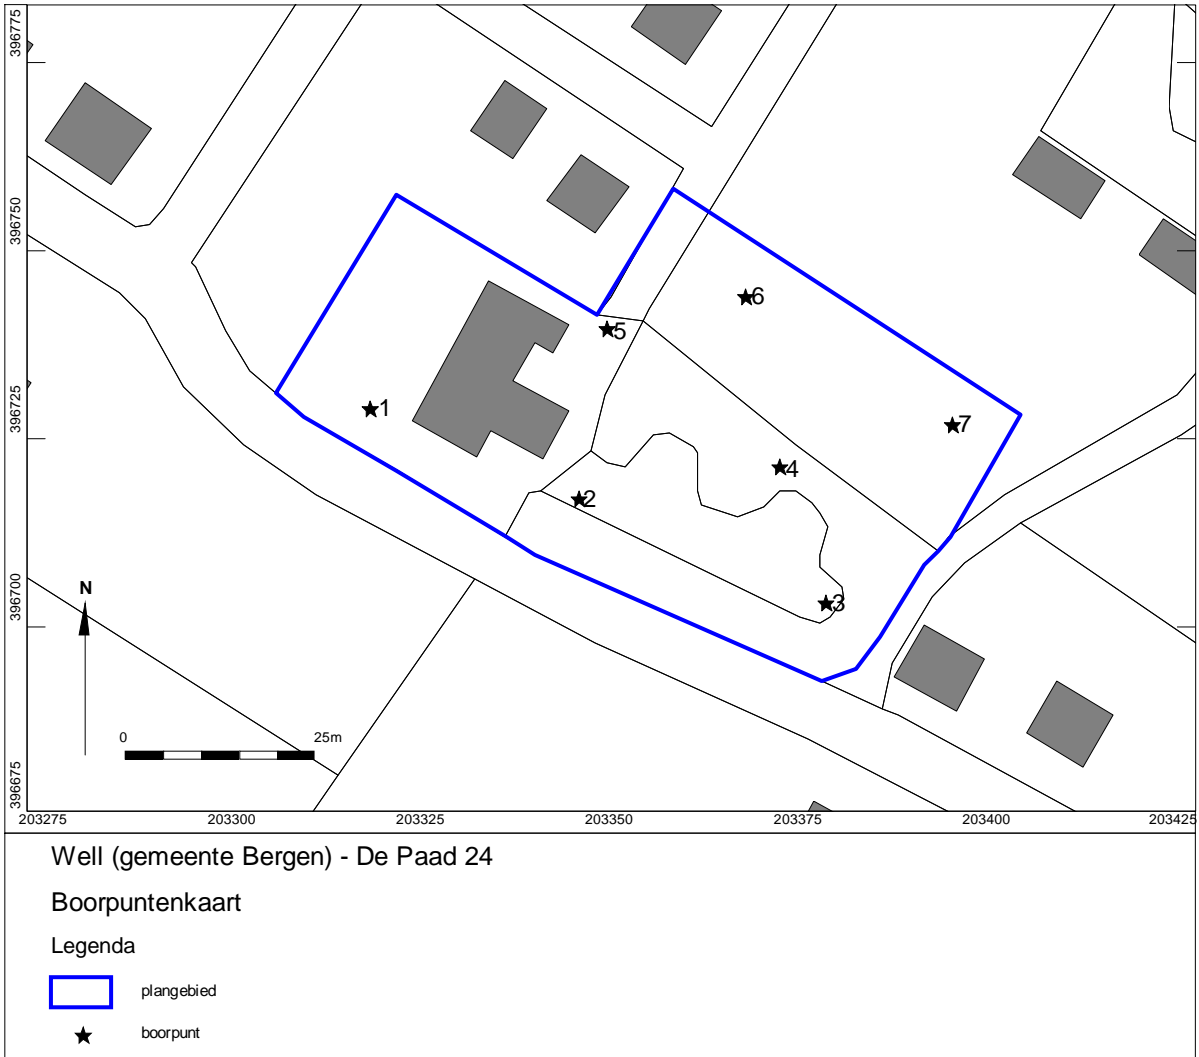 396775
396750
396725
396700
396675
6
5
1
7
4
2
3
N
0 25m
203275 203300 203325 203350 203375 203400 203425
Well (gemeente Bergen) - De Paad 24
Boorpuntenkaart
Legenda
plangebied
boorpunt